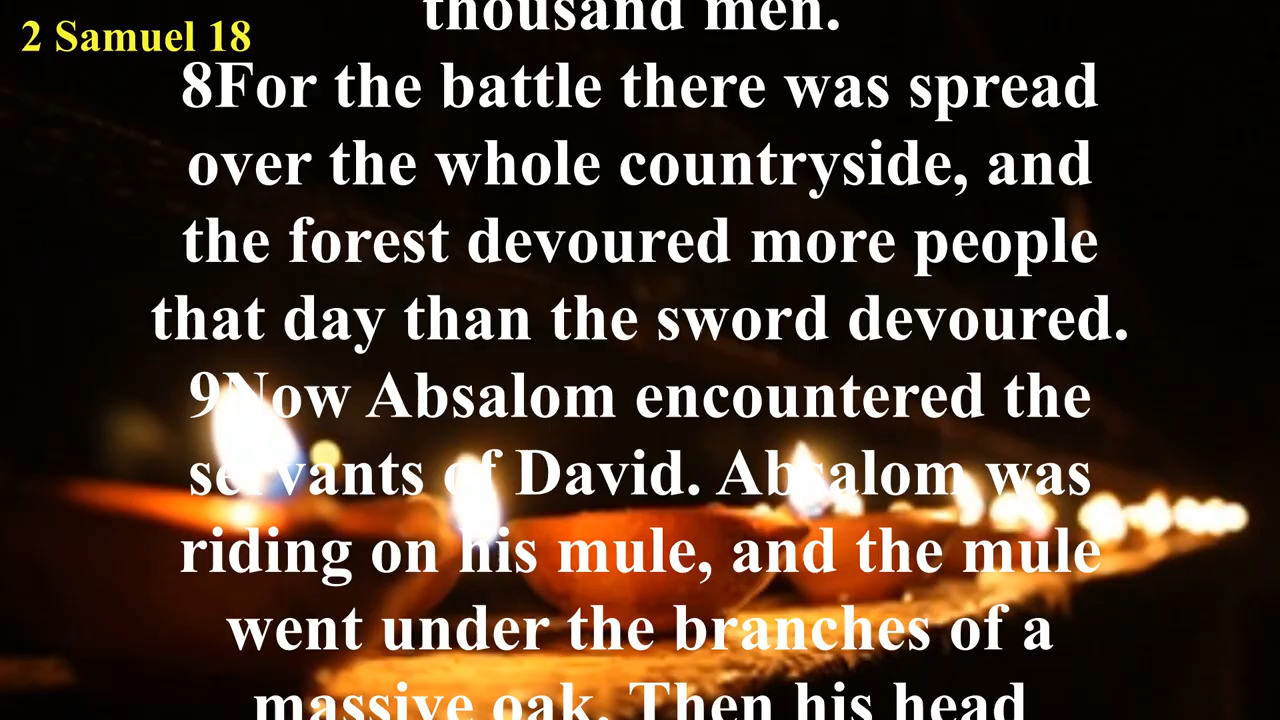 2 Samuel 18
thousand men.
8For the battle there was spread
over the whole countryside, and
the forest devoured more people
that day than the sword devoured.
9Now Absalom encountered the
servants of David. Absalom was
riding on his mule, and the mule
went under the branches of a
massive oak. Then his head